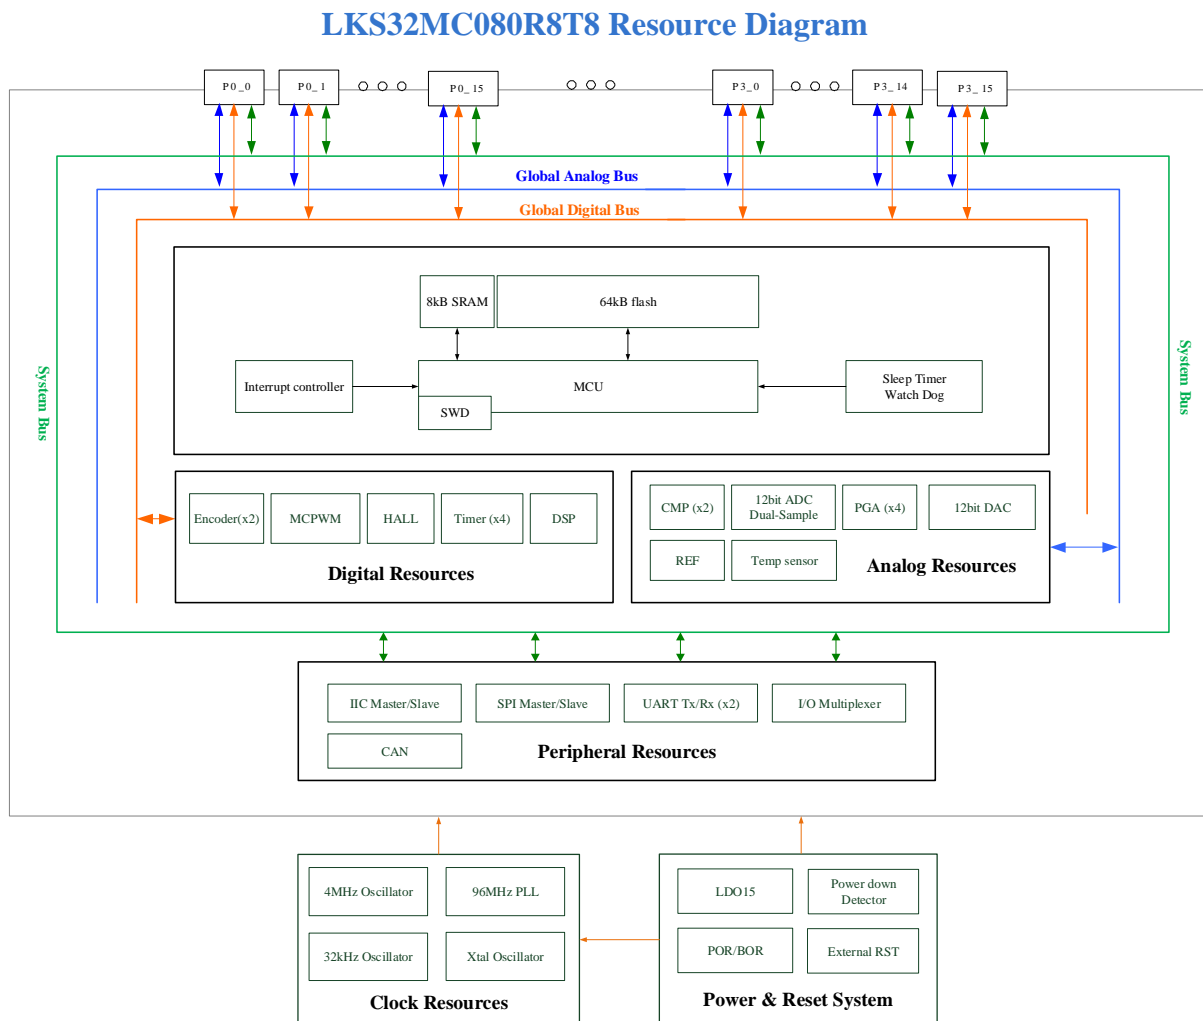 LKS32MC080R8T8 Resource Diagram
P0_0
P0_1
P0_15
P3_0
P3_14
P3_15
Global Analog Bus
Global Digital Bus
System Bus
System Bus
8kB SRAM
64kB flash
Interrupt controller
MCU
SWD
Sleep Timer
Watch Dog
Encoder(x2)
MCPWM
HALL
Timer (x4)
DSP
Digital Resources
CMP (x2)
12bit ADC
Dual-Sample
PGA (x4)
12bit DAC
REF
Temp sensor
Analog Resources
IIC Master/Slave
SPI Master/Slave
UART Tx/Rx (x2)
I/O Multiplexer
CAN
Peripheral Resources
4MHz Oscillator
96MHz PLL
32kHz Oscillator
Xtal Oscillator
Clock Resources
LDO15
Power down
Detector
POR/BOR
External RST
Power & Reset System